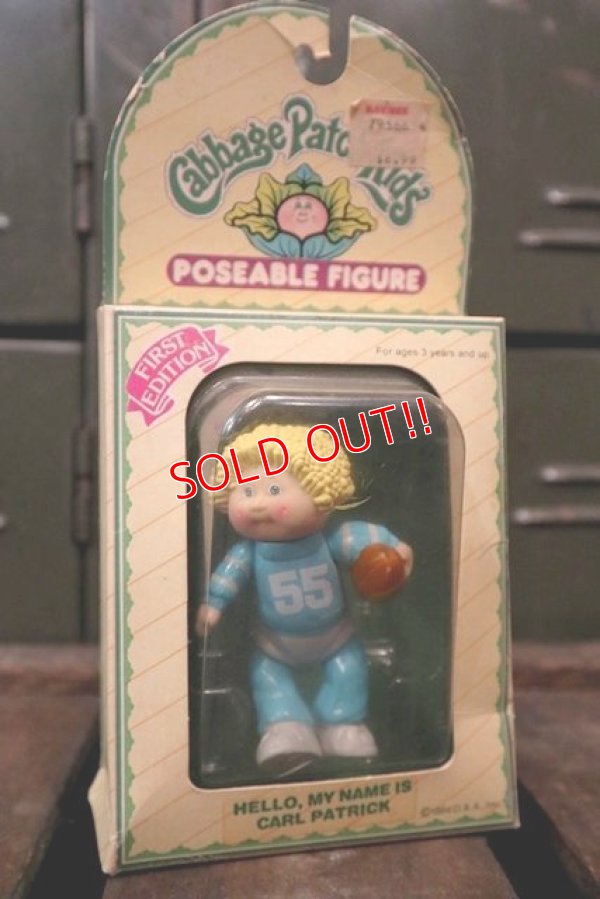 Cabbage Patch Kids
POSEABLE FIGURE
FIRST EDITION
For ages 3 years and up
SOLD OUT!!
55
HELLO, MY NAME IS
CARL PATRICK